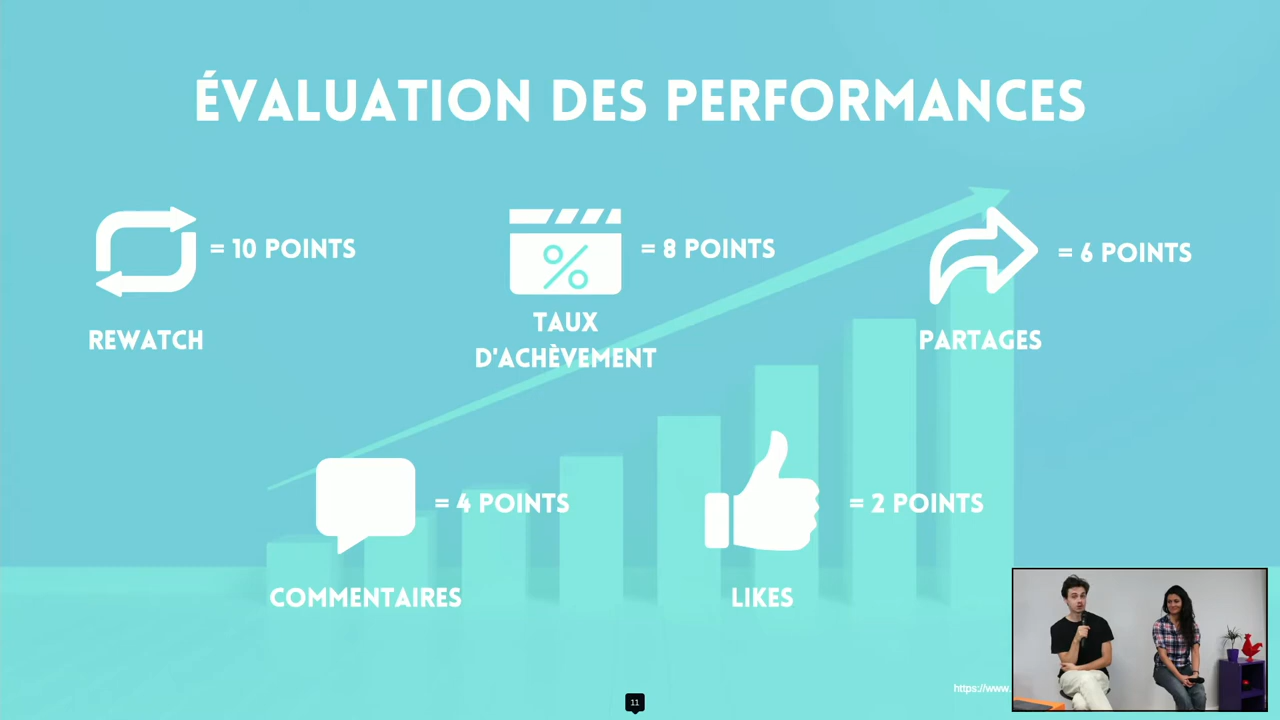 ÉVALUATION DES PERFORMANCES
= 10 POINTS
REWATCH
%
= 8 POINTS
TAUX
D'ACHÈVEMENT
= 6 POINTS
PARTAGES
= 4 POINTS
COMMENTAIRES
= 2 POINTS
LIKES
https://www.
11